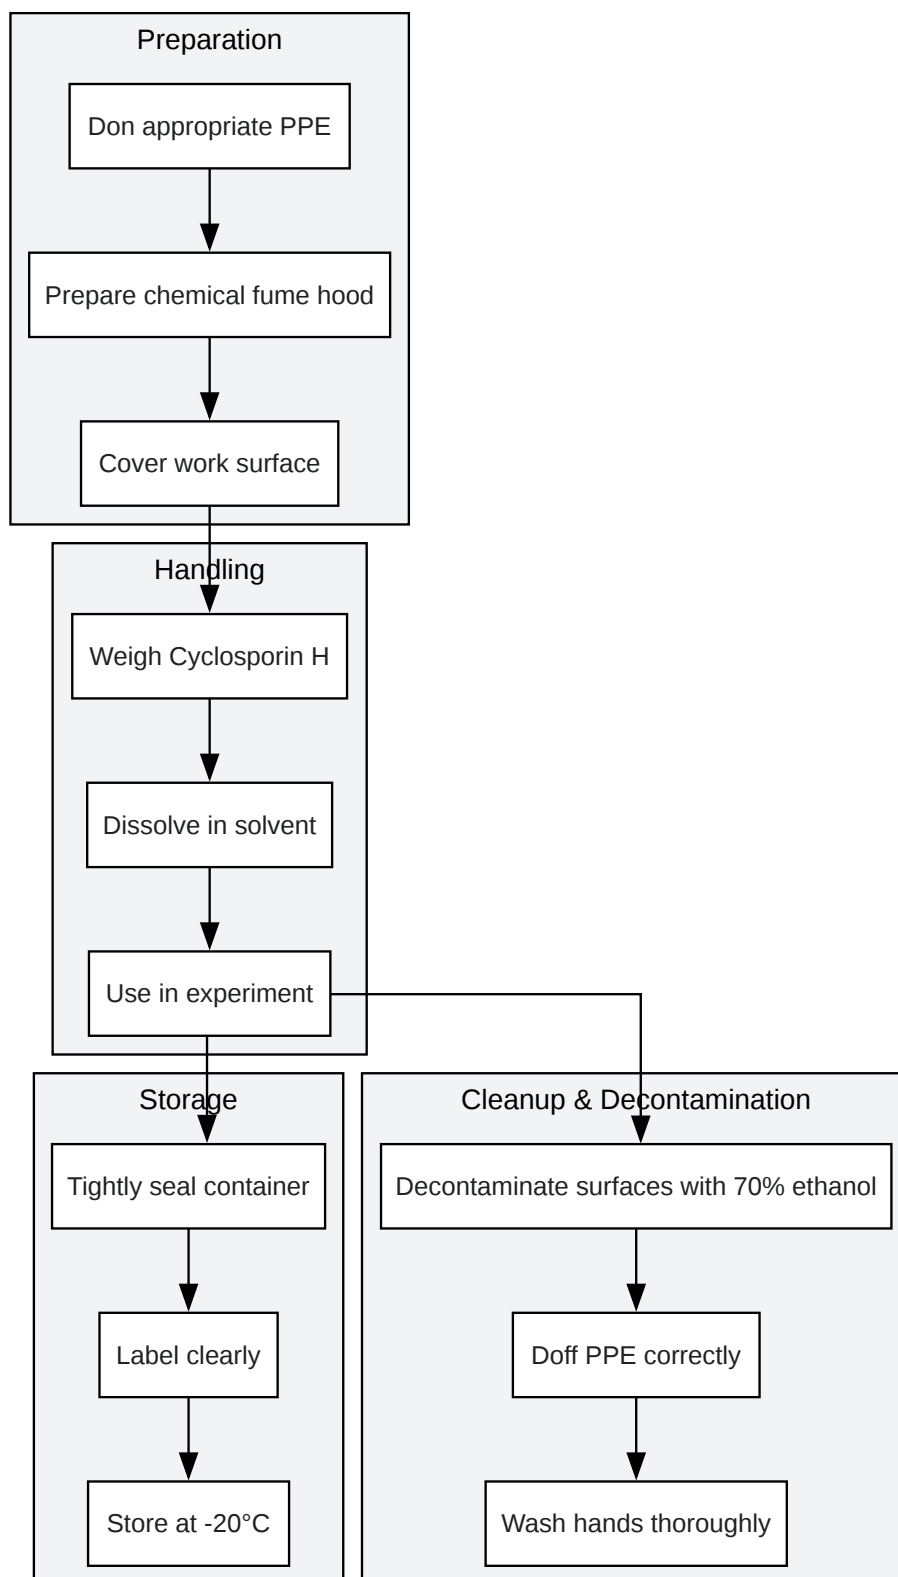 Preparation
Don appropriate PPE
Prepare chemical fume hood
Cover work surface
Handling
Weigh Cyclosporin H
Dissolve in solvent
Use in experiment
Storage
Tightly seal container
Label clearly
Store at -20°C
Cleanup & Decontamination
Decontaminate surfaces with 70% ethanol
Doff PPE correctly
Wash hands thoroughly